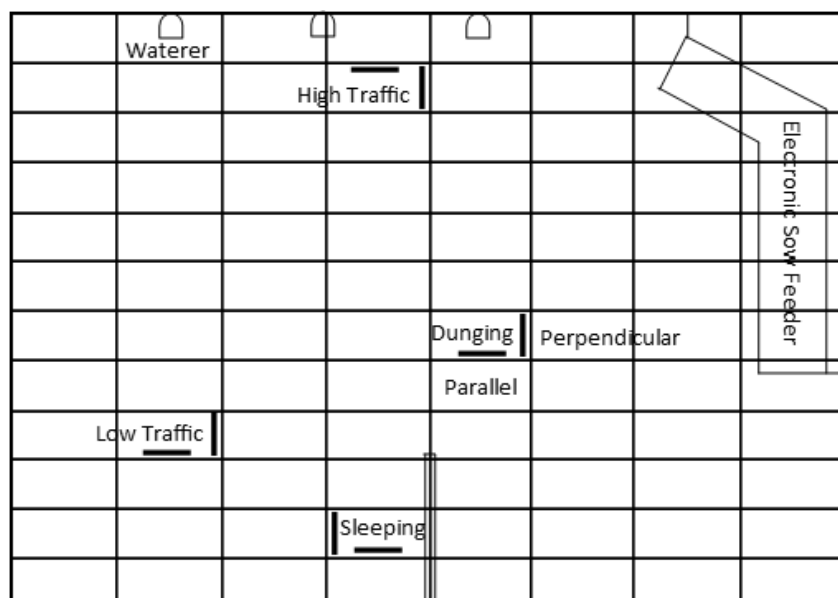 Waterer
High Traffic
Electronic Sow Feeder
Dunging
Perpendicular
Parallel
Low Traffic
Sleeping